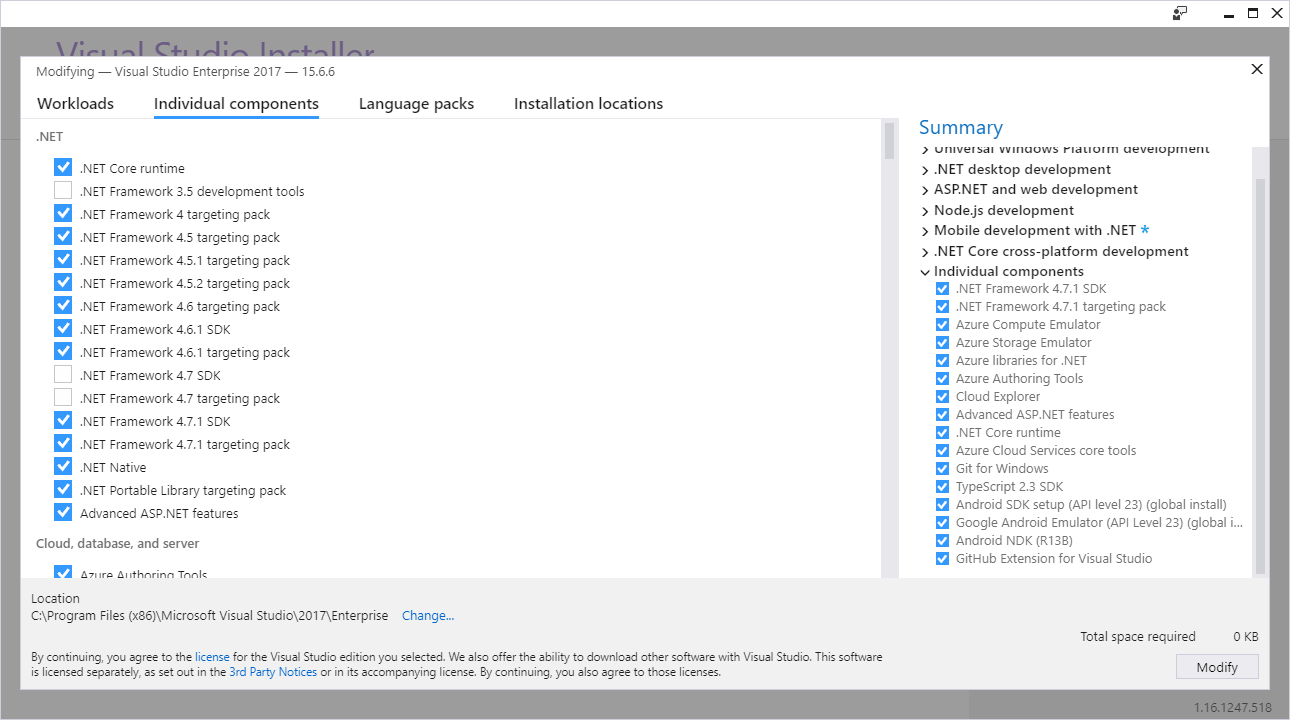 Visual Studio Installer
Modifying — Visual Studio Enterprise 2017 — 15.6.6
Workloads
Individual components
Language packs
Installation locations
.NET
.NET Core runtime
.NET Framework 3.5 development tools
.NET Framework 4 targeting pack
.NET Framework 4.5 targeting pack
.NET Framework 4.5.1 targeting pack
.NET Framework 4.5.2 targeting pack
.NET Framework 4.6 targeting pack
.NET Framework 4.6.1 SDK
.NET Framework 4.6.1 targeting pack
.NET Framework 4.7 SDK
.NET Framework 4.7 targeting pack
.NET Framework 4.7.1 SDK
.NET Framework 4.7.1 targeting pack
.NET Native
.NET Portable Library targeting pack
Advanced ASP.NET features
Cloud, database, and server
Azure Authoring Tools
Summary
Universal Windows Platform development
.NET desktop development
ASP.NET and web development
Node.js development
Mobile development with .NET *
.NET Core cross-platform development
Individual components
.NET Framework 4.7.1 SDK
.NET Framework 4.7.1 targeting pack
Azure Compute Emulator
Azure Storage Emulator
Azure libraries for .NET
Azure Authoring Tools
Cloud Explorer
Advanced ASP.NET features
.NET Core runtime
Azure Cloud Services core tools
Git for Windows
TypeScript 2.3 SDK
Android SDK setup (API level 23) (global install)
Google Android Emulator (API Level 23) (global i...
Android NDK (R13B)
GitHub Extension for Visual Studio
Location
C:\Program Files (x86)\Microsoft Visual Studio\2017\Enterprise Change...
Total space required 0 KB
By continuing, you agree to the license for the Visual Studio edition you selected. We also offer the ability to download other software with Visual Studio. This software
is licensed separately, as set out in the 3rd Party Notices or in its accompanying license. By continuing, you also agree to those licenses.
Modify
1.16.1247.518